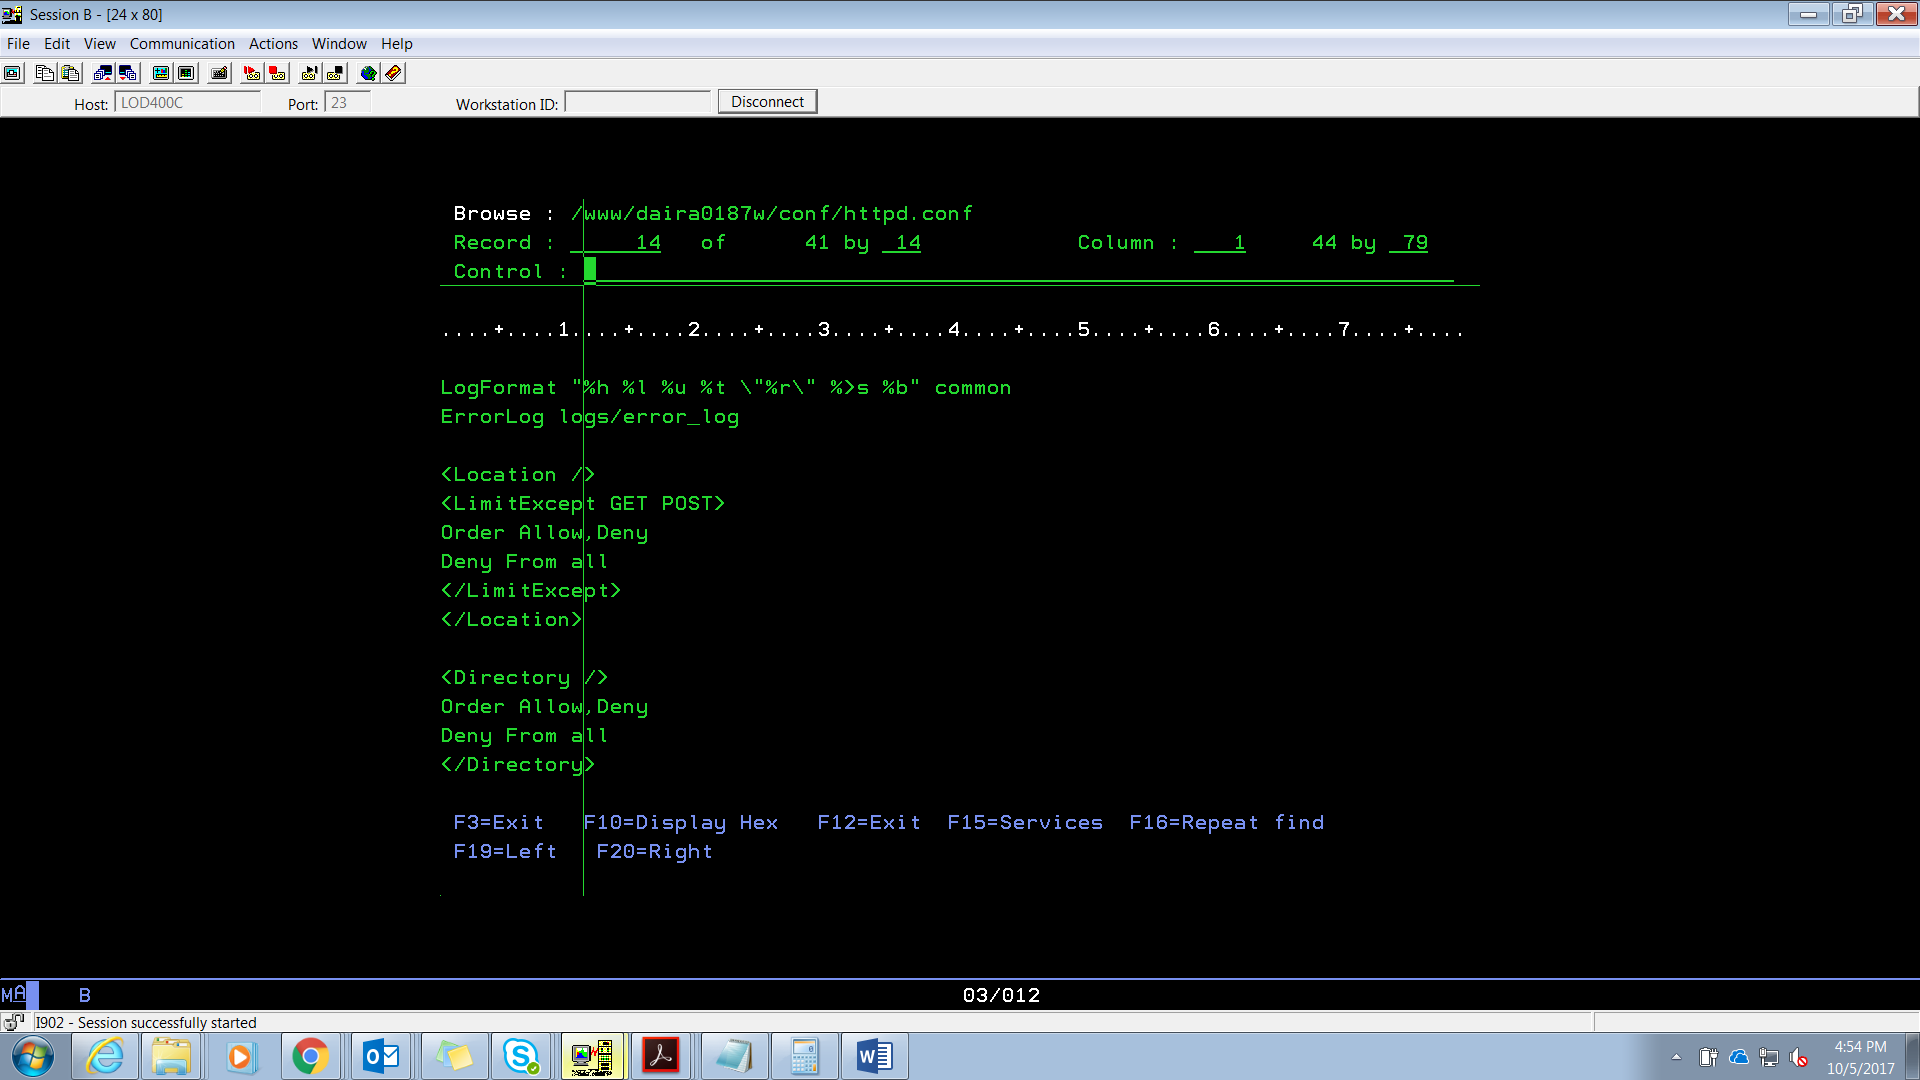 Session B - [24 x 80]
File Edit View Communication Actions Window Help
Host: LOD400C Port: 23 Workstation ID: Disconnect
Browse : /www/daira0187w/conf/httpd.conf
Record : 14 of 41 by 14 Column : 1 44 by 79
Control :
....+....1....+....2....+....3....+....4....+....5....+....6....+....7....+....
LogFormat "%h %l %u %t \"%r\" %>s %b" common
ErrorLog logs/error_log
<Location />
<LimitExcept GET POST>
Order Allow,Deny
Deny From all
</LimitExcept>
</Location>
<Directory />
Order Allow,Deny
Deny From all
</Directory>
F3=Exit F10=Display Hex F12=Exit F15=Services F16=Repeat find
F19=Left F20=Right
MA B 03/012
I902 - Session successfully started
4:54 PM
10/5/2017